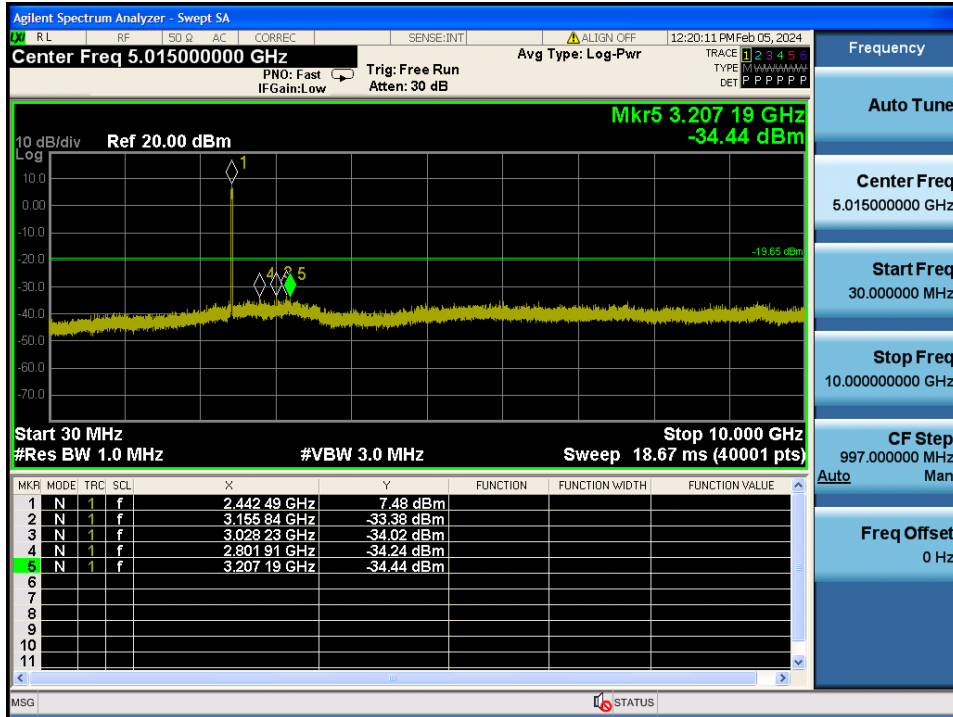 Agilent Spectrum Analyzer - Swept SA
LXI RL RF 50 Ω AC CORREC SENSE:INT ALIGN OFF 12:20:11 PM Feb 05, 2024
Center Freq 5.015000000 GHz
PNO: Fast
IFGain:Low
Trig: Free Run
Atten: 30 dB
Avg Type: Log-Pwr
TRACE 1 2 3 4 5 6
TYPE M
DET P P P P P P
Mkr5 3.207 19 GHz
-34.44 dBm
10 dB/div Ref 20.00 dBm
Log
10.0
0.00
-10.0
-20.0
-30.0
-40.0
-50.0
-60.0
-70.0
1
-19.65 dBm
4
5
Start 30 MHz
Stop 10.000 GHz
#Res BW 1.0 MHz #VBW 3.0 MHz Sweep 18.67 ms (40001 pts)
MKR MODE TRC SCL X Y FUNCTION FUNCTION WIDTH FUNCTION VALUE
1 N 1 f 2.442 49 GHz 7.48 dBm
2 N 1 f 3.155 84 GHz -33.38 dBm
3 N 1 f 3.028 23 GHz -34.02 dBm
4 N 1 f 2.801 91 GHz -34.24 dBm
5 N 1 f 3.207 19 GHz -34.44 dBm
6
7
8
9
10
11
MSG
STATUS
Frequency
Auto Tune
Center Freq
5.015000000 GHz
Start Freq
30.000000 MHz
Stop Freq
10.000000000 GHz
CF Step
997.000000 MHz
Auto Man
Freq Offset
0 Hz